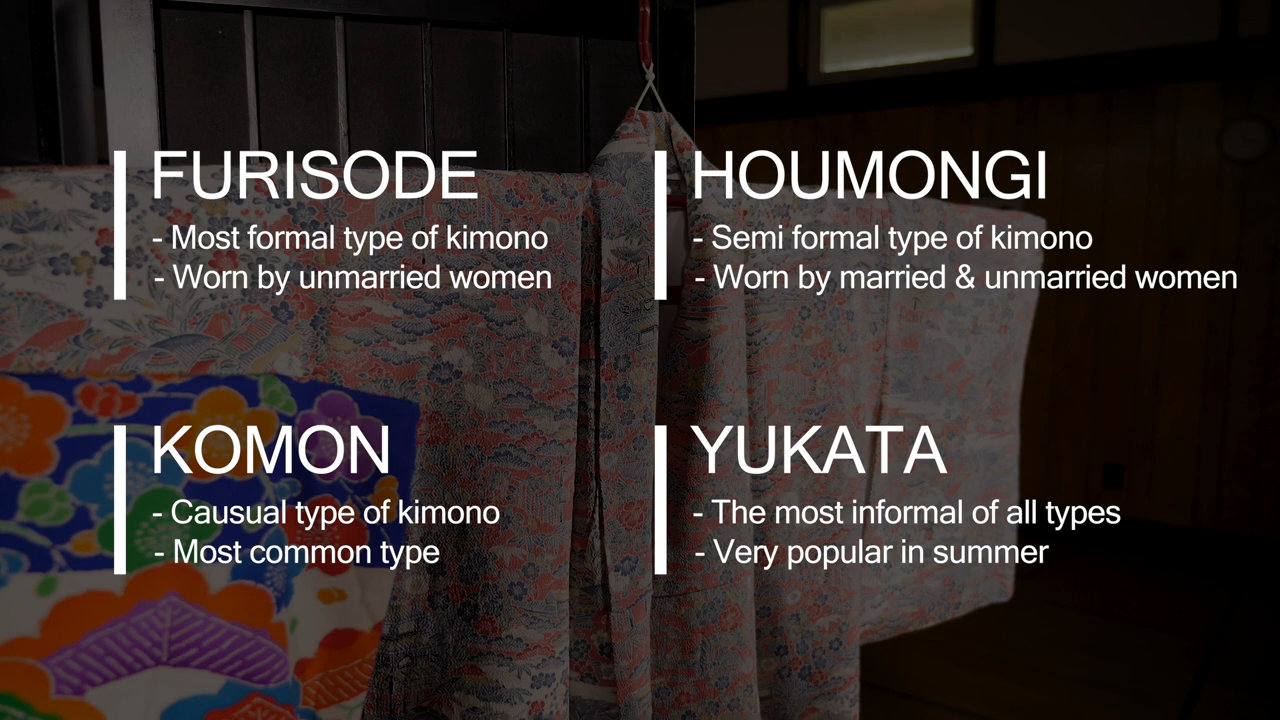 FURISODE
- Most formal type of kimono
- Worn by unmarried women
HOUMONGI
- Semi formal type of kimono
- Worn by married & unmarried women
KOMON
- Causual type of kimono
- Most common type
YUKATA
- The most informal of all types
- Very popular in summer